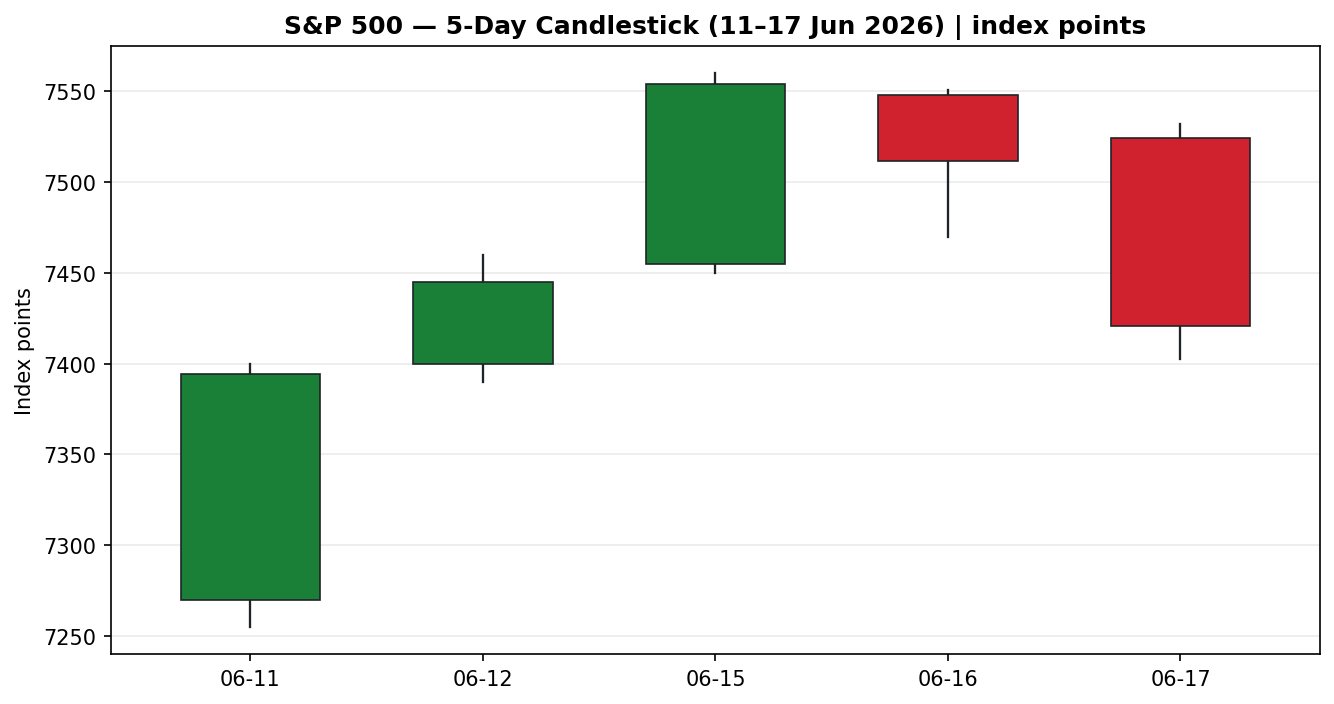 S&P 500 — 5-Day Candlestick (11–17 Jun 2026) | index points
Index points
7550
7500
7450
7400
7350
7300
7250
06-11 06-12 06-15 06-16 06-17